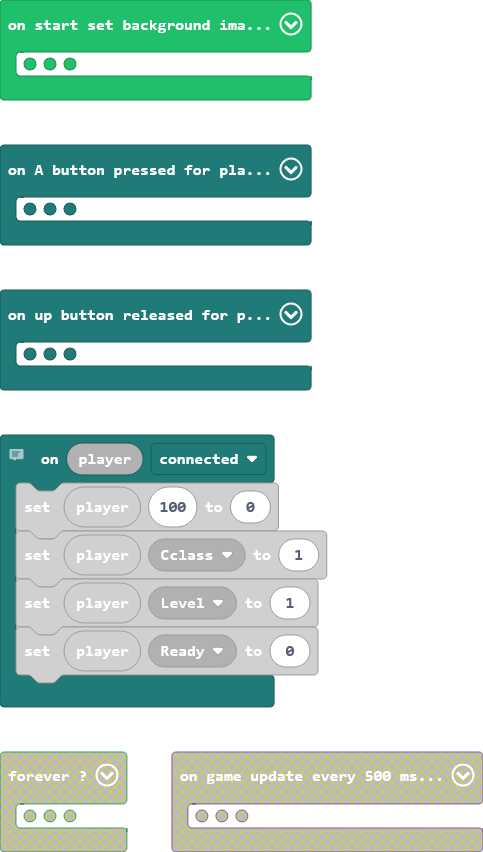 on start set background ima...
on A button pressed for pla...
on up button released for p...
on player connected
set player 100 to 0
set player Cclass to 1
set player Level to 1
set player Ready to 0
forever ? on game update every 500 ms...